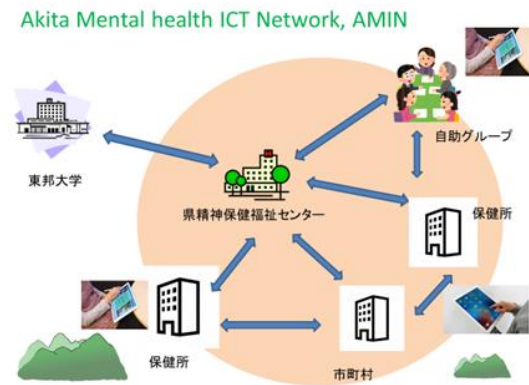 Akita Mental health ICT Network, AMIN
自助グループ
東邦大学
県精神保健福祉センター
保健所
保健所
市町村